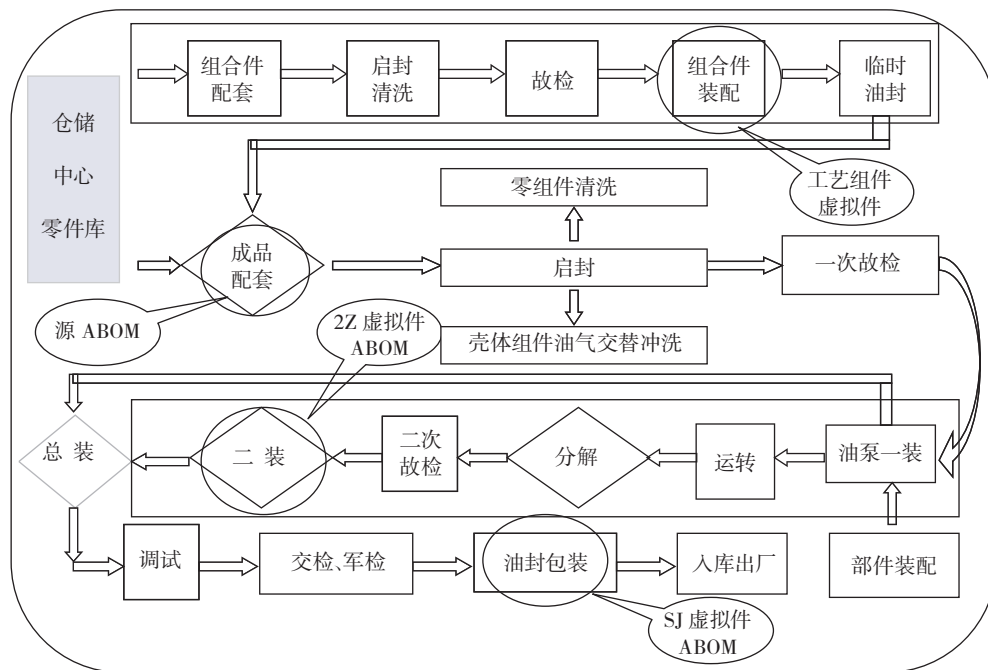 组合件
配套
启封
清洗
故检
组合件
装配
临时
油封
仓储
中心
零件库
工艺组件
虚拟件
零组件清洗
成品
配套
启封
一次故检
源 ABOM
2Z 虚拟件
ABOM
壳体组件油气交替冲洗
总 装
二 装
二次
故检
分解
运转
油泵一装
调试
交检、军检
油封包装
入库出厂
部件装配
SJ 虚拟件
ABOM